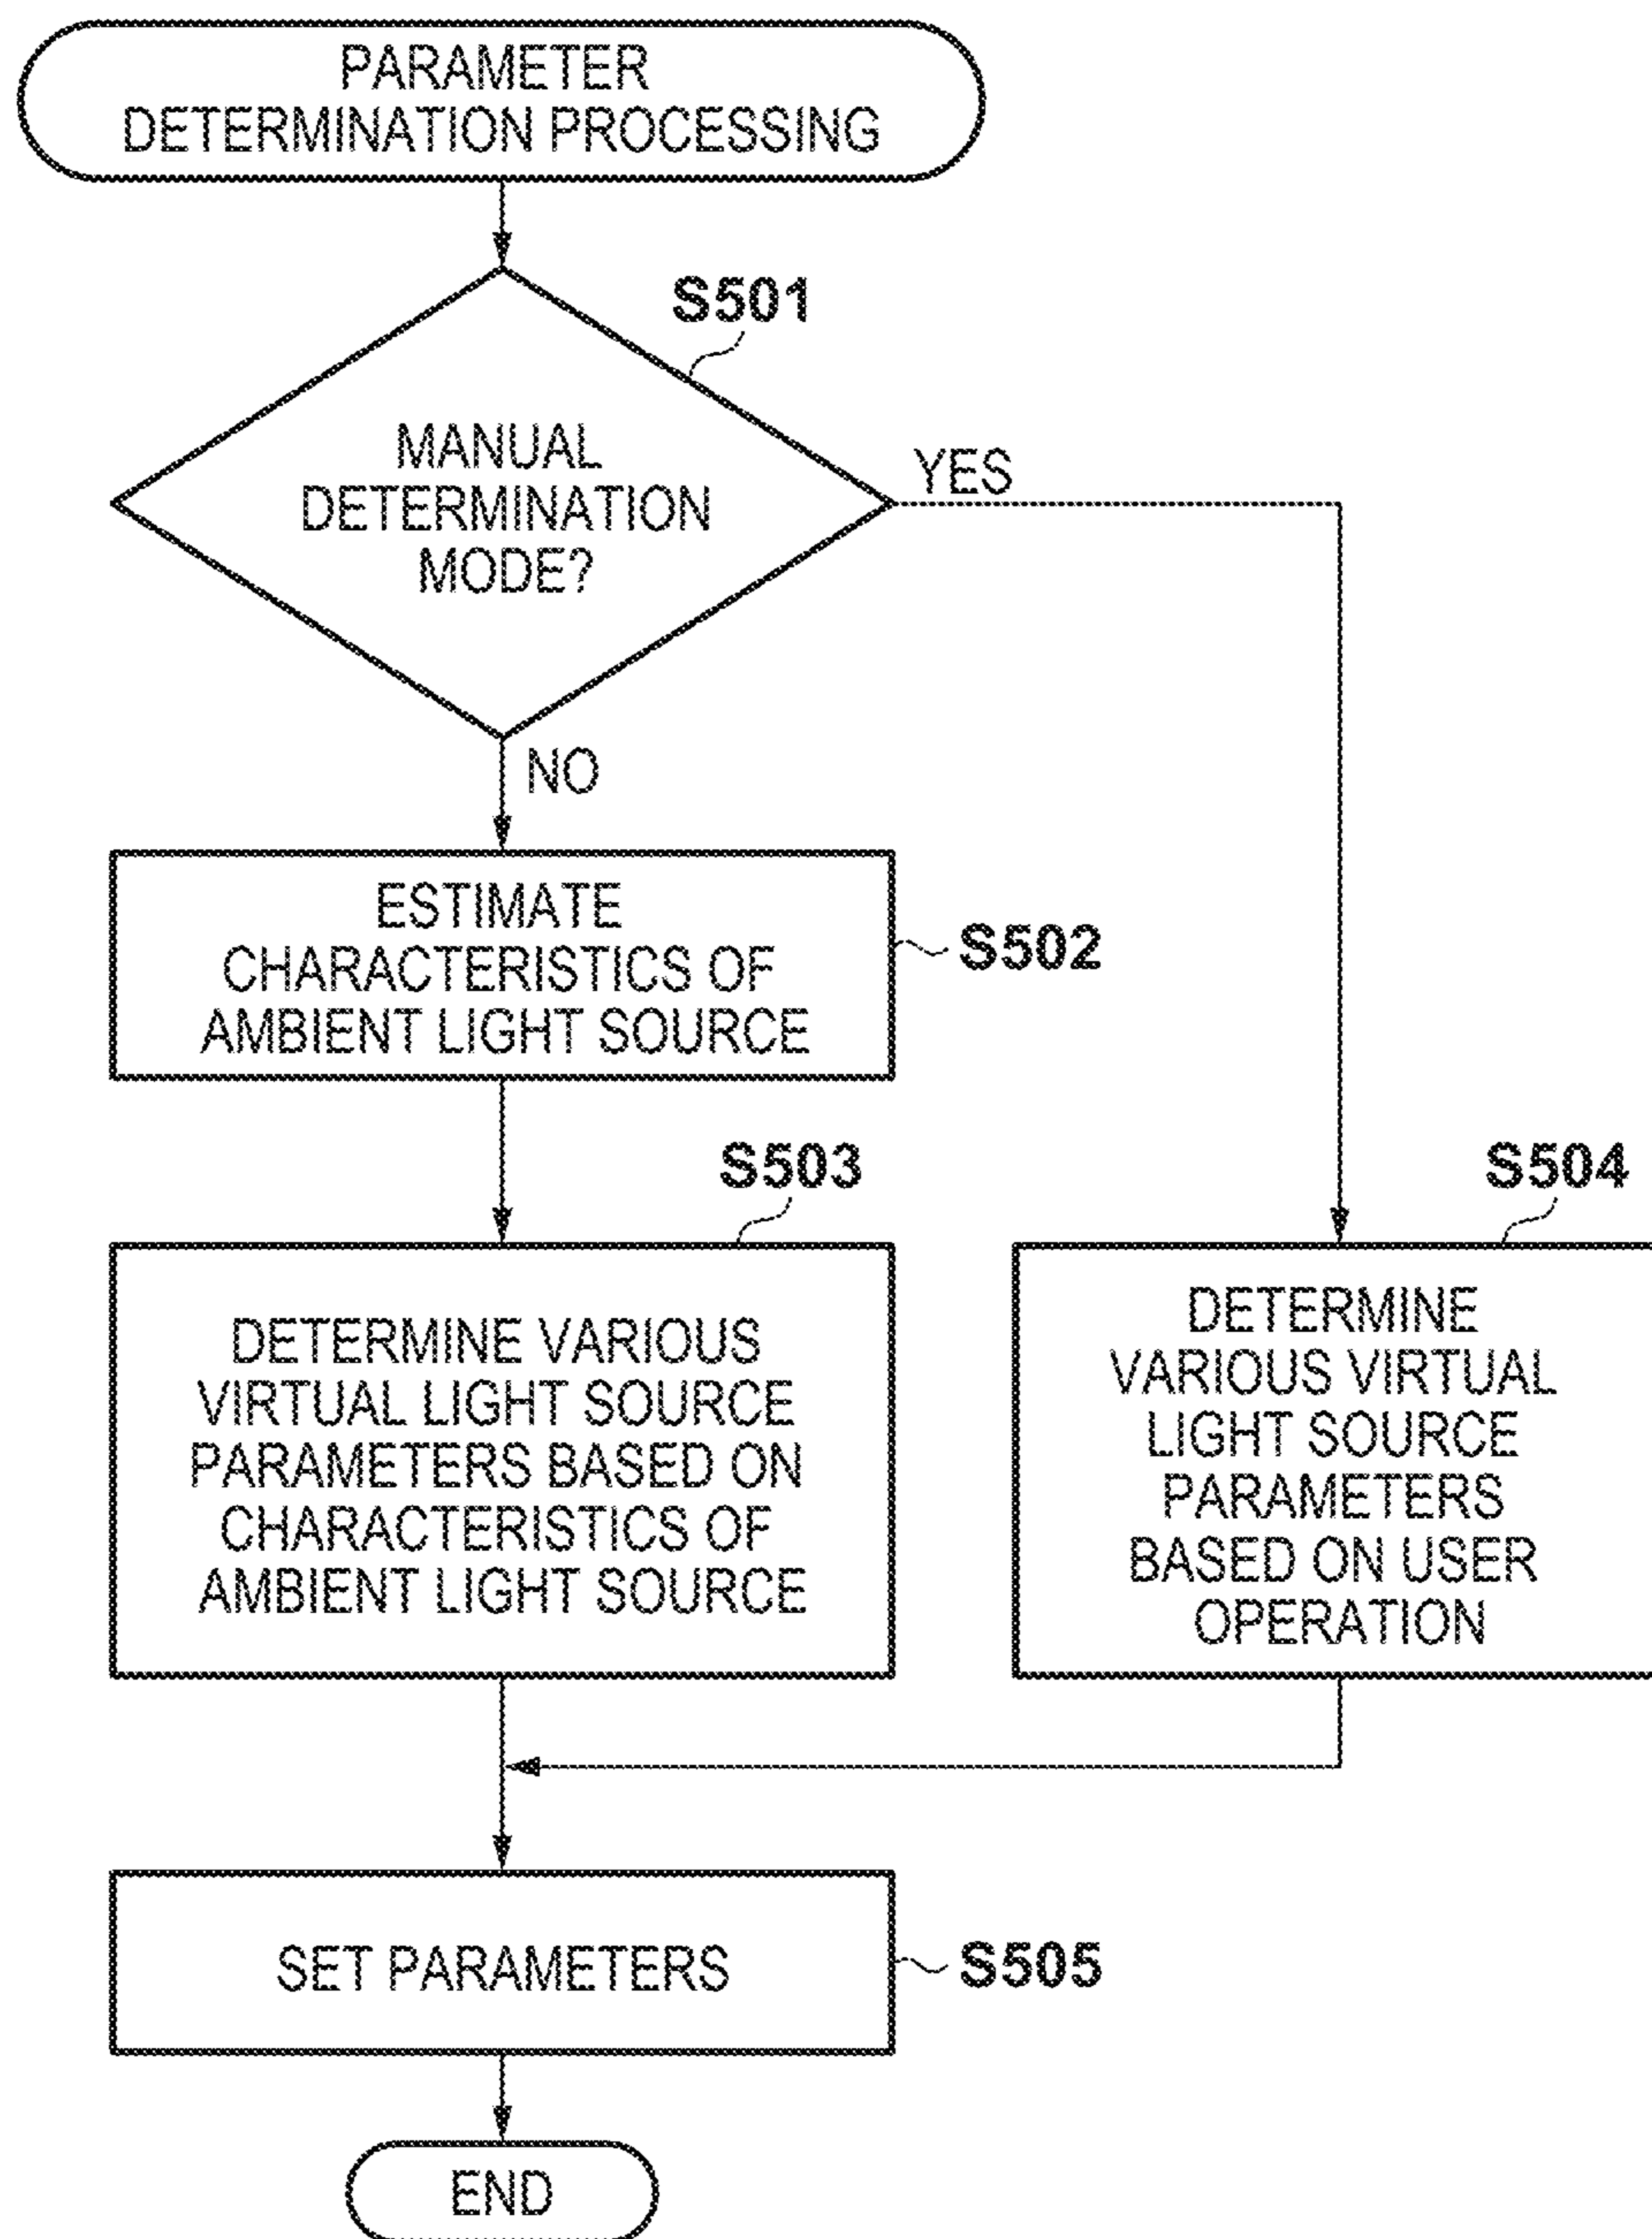 PARAMETER
DETERMINATION PROCESSING
S501
MANUAL
DETERMINATION
MODE?
YES
NO
ESTIMATE
CHARACTERISTICS OF
AMBIENT LIGHT SOURCE
S502
S503
DETERMINE VARIOUS
VIRTUAL LIGHT SOURCE
PARAMETERS BASED ON
CHARACTERISTICS OF
AMBIENT LIGHT SOURCE
S504
DETERMINE
VARIOUS VIRTUAL
LIGHT SOURCE
PARAMETERS
BASED ON USER
OPERATION
SET PARAMETERS
S505
END